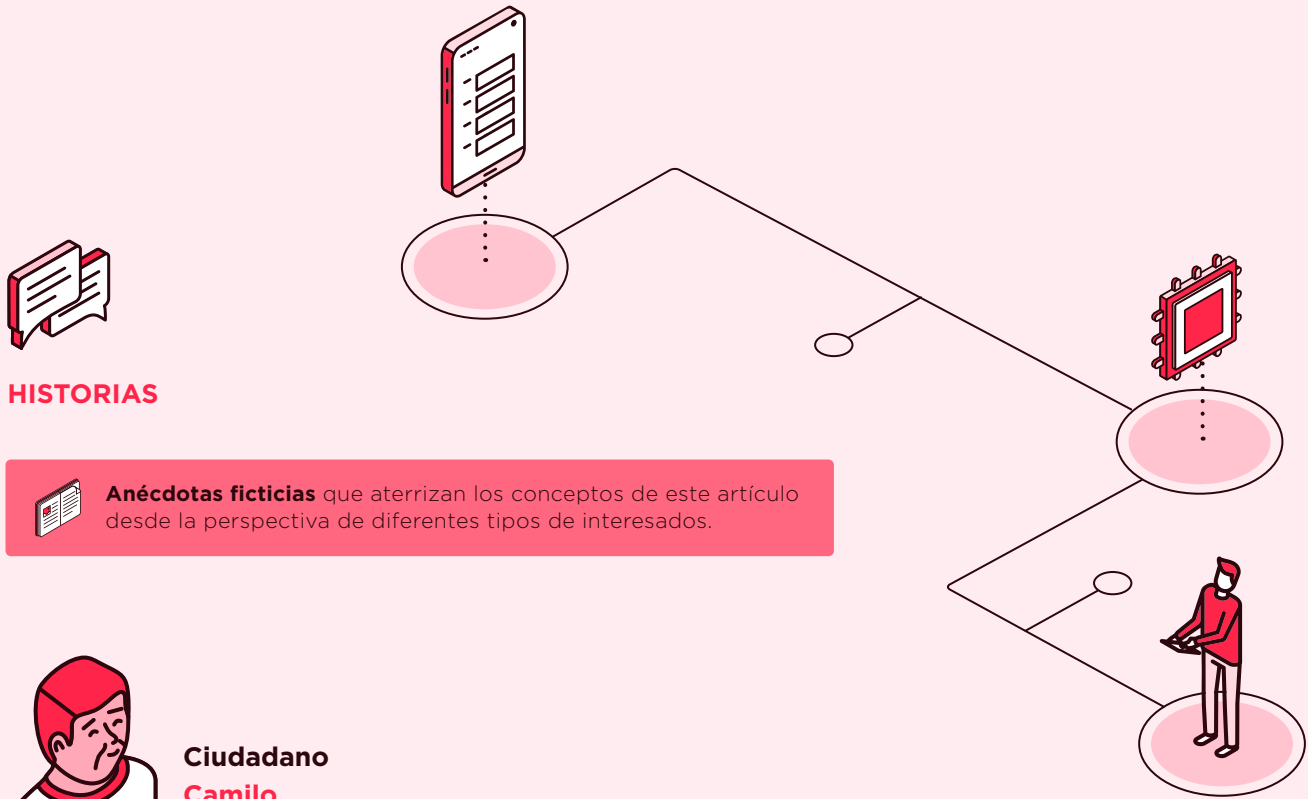 HISTORIAS
Anécdotas ficticias que aterrizan los conceptos de este artículo
desde la perspectiva de diferentes tipos de interesados.
Ciudadano
Camilo